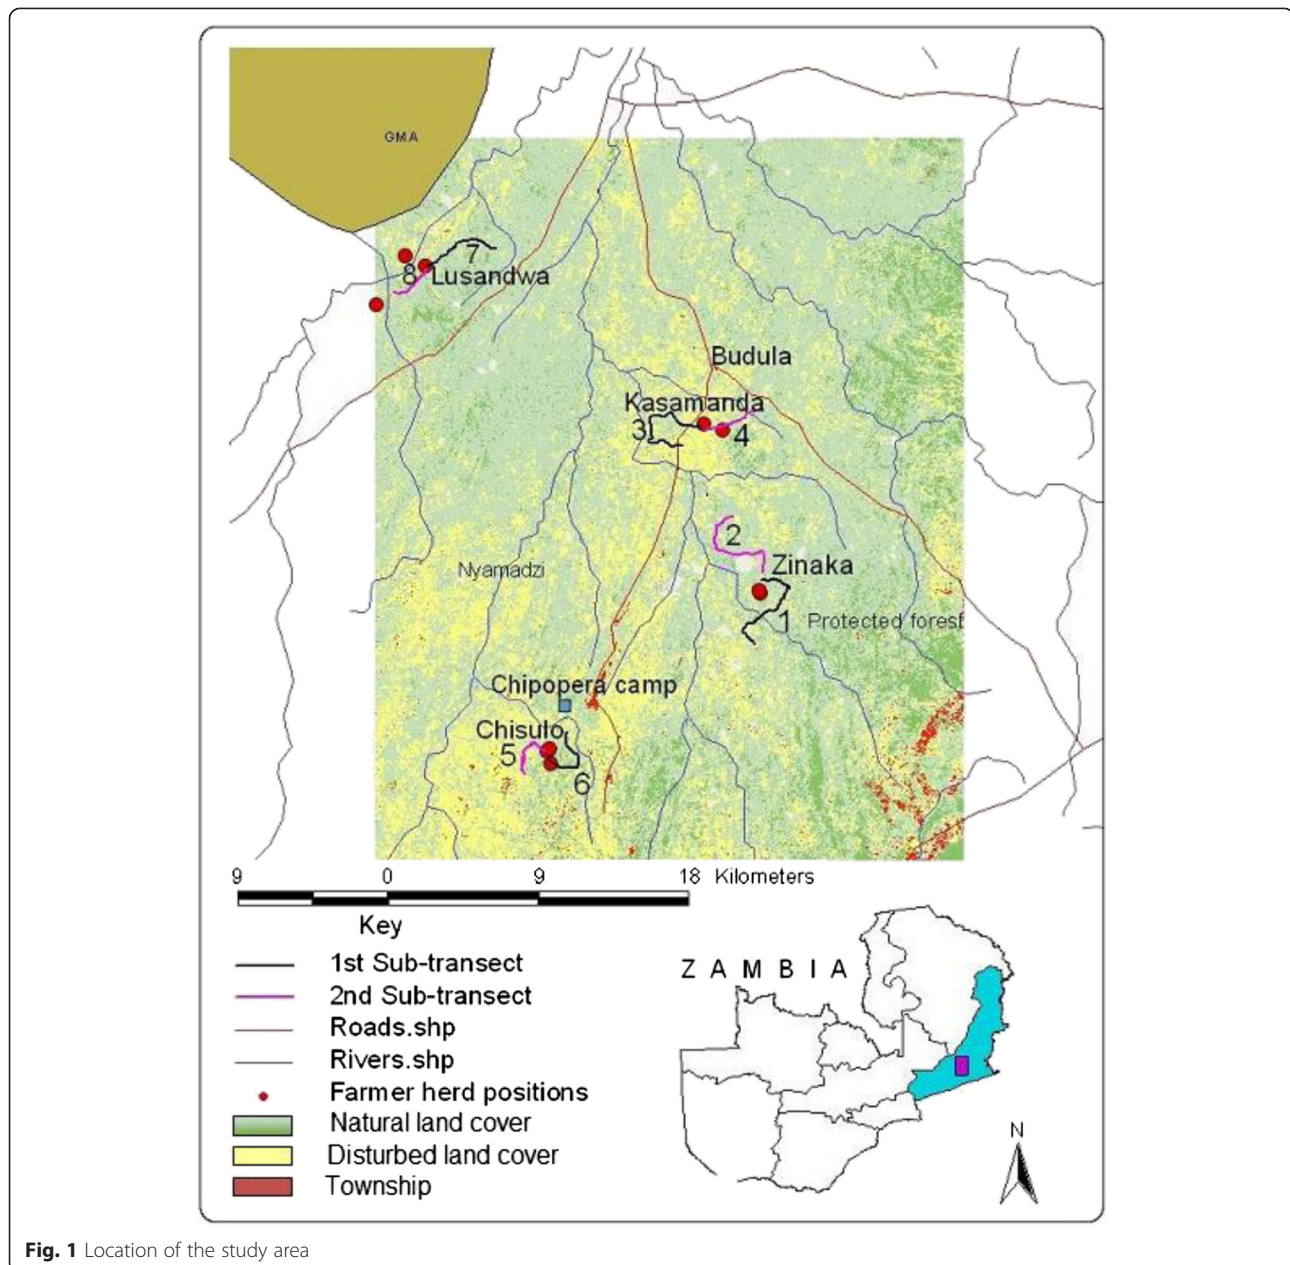 GMA
7
8
Lusandwa
Budula
Kasamanda
3
4
2
Nyamadzi
Zinaka
1
Protected forest
Chipopera camp
Chisulo
5
6
9 0 9 18 Kilometers
Key
1st Sub-transect
2nd Sub-transect
Roads.shp
Rivers.shp
Farmer herd positions
Natural land cover
Disturbed land cover
Township
ZAMBIA
N
Fig. 1 Location of the study area